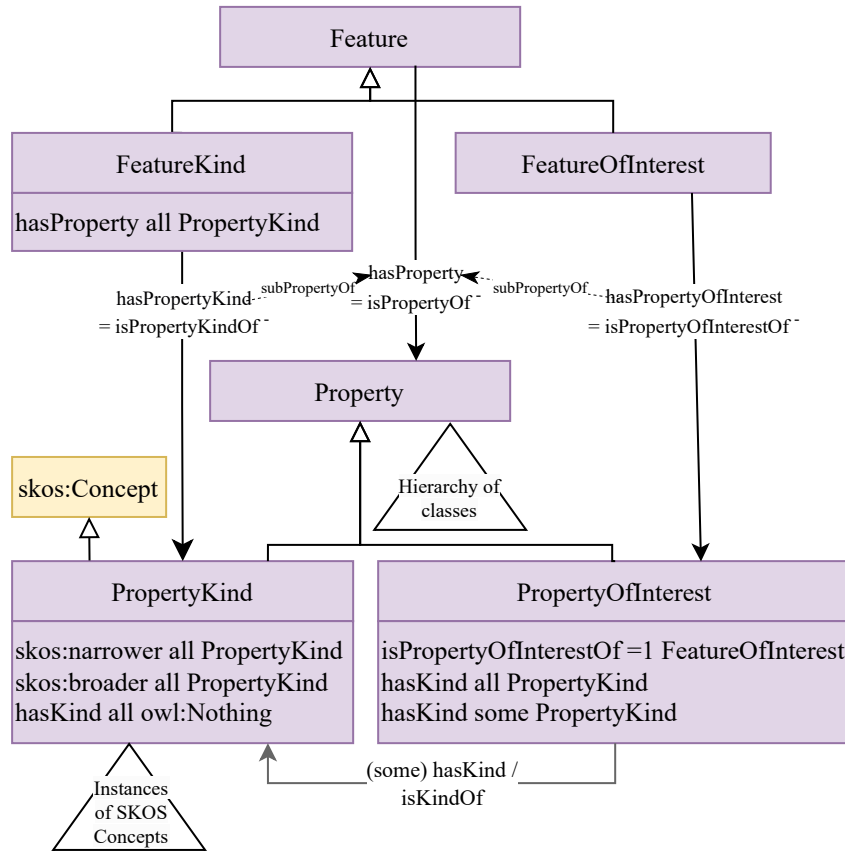 Feature
FeatureKind
FeatureOfInterest
hasProperty all PropertyKind
hasPropertyKind
= isPropertyKindOf -
subPropertyOf
hasProperty
= isPropertyOf -
subPropertyOf
hasPropertyOfInterest
= isPropertyOfInterestOf -
Property
skos:Concept
Hierarchy of
classes
PropertyKind
skos:narrower all PropertyKind
skos:broader all PropertyKind
hasKind all owl:Nothing
PropertyOfInterest
isPropertyOfInterestOf =1 FeatureOfInterest
hasKind all PropertyKind
hasKind some PropertyKind
(some) hasKind /
isKindOf
Instances
of SKOS
Concepts